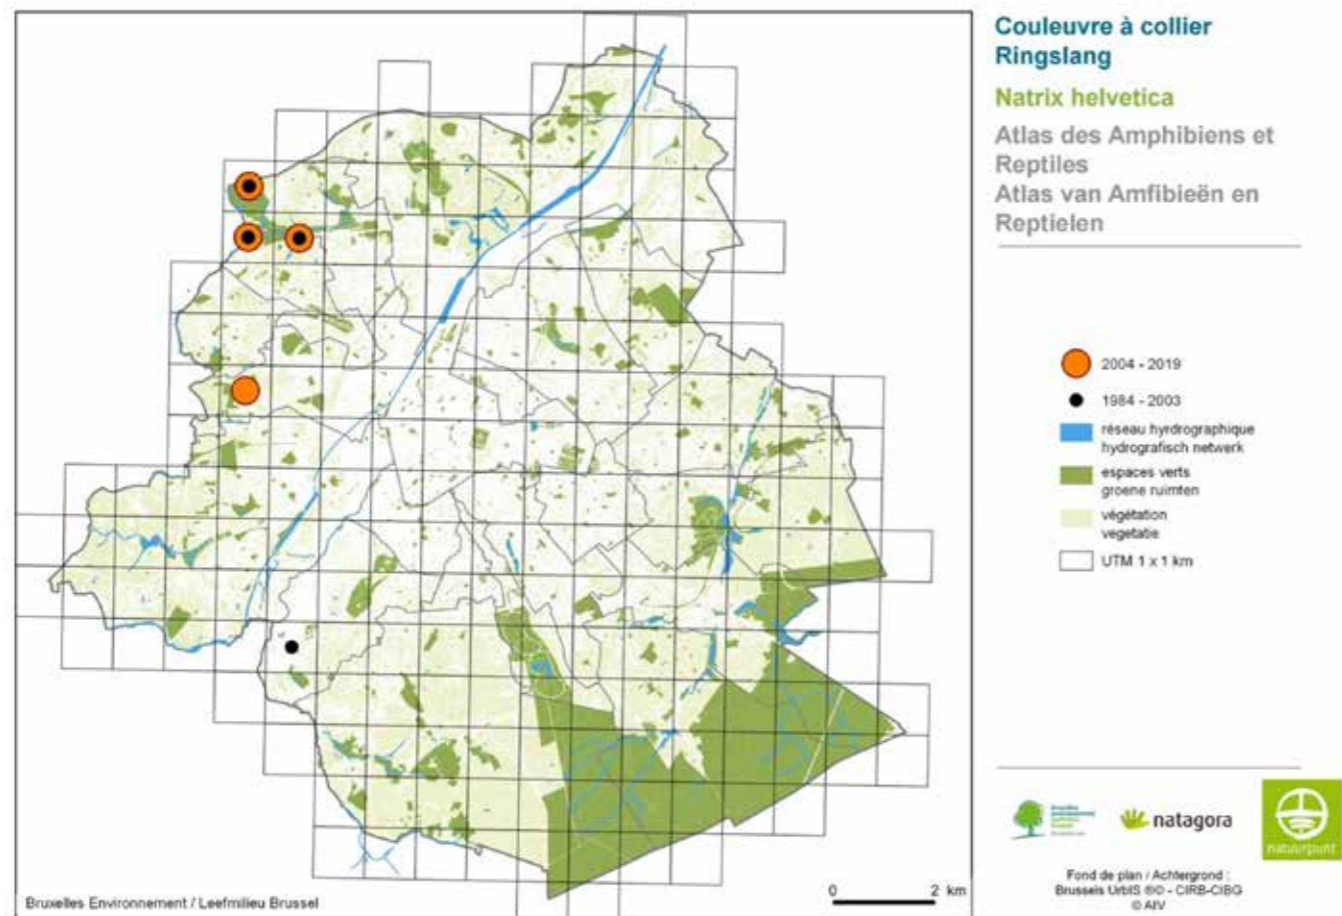 Couleuvre à collier
Ringslang
Natrix helvetica
Atlas des Amphibiens et
Reptiles
Atlas van Amfibieën en
Reptielen
2004 - 2019
1984 - 2003
réseau hyrdrographique
hydrografisch netwerk
espaces verts
groene ruimten
végétation
vegetatie
UTM 1 x 1 km
natagora
natuurpunt
Fond de plan / Achtergrond :
Brussels UrbIS ®© - CIRB-CIBG
© AIV
0 2 km
Bruxelles Environnement / Leefmilieu Brussel